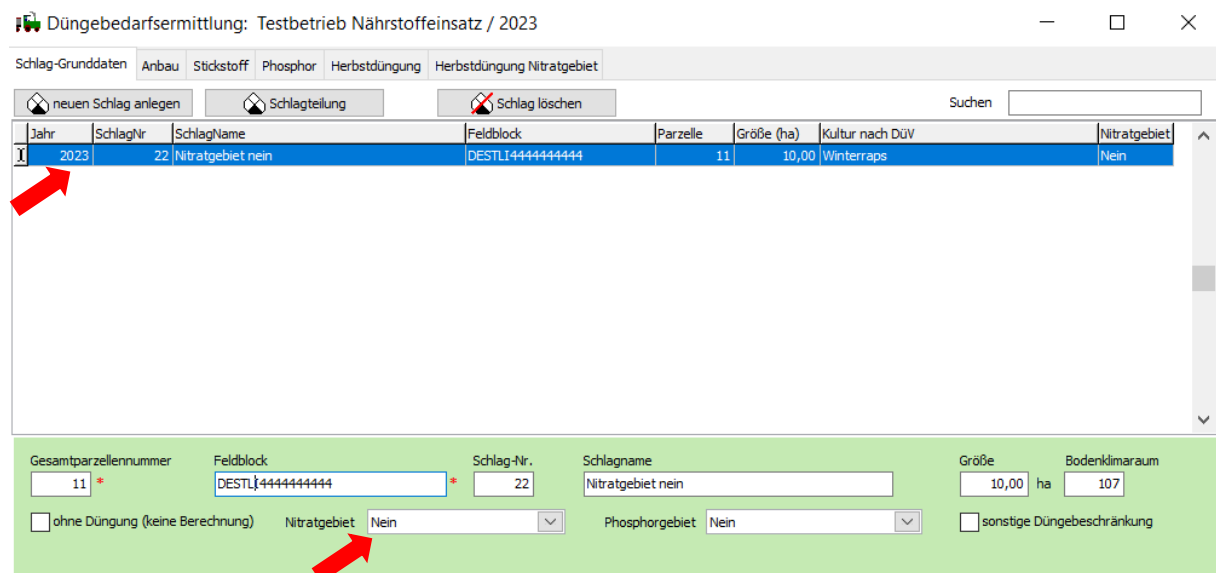 Düngebedarfsermittlung: Testbetrieb Nährstoffeinsatz / 2023
Schlag-Grunddaten Anbau Stickstoff Phosphor Herbstdüngung Herbstdüngung Nitratgebiet
neuen Schlag anlegen Schlagteilung Schlag löschen Suchen
Jahr SchlagNr SchlagName Feldblock Parzelle Größe (ha) Kultur nach DüV Nitratgebiet
2023 22 Nitratgebiet nein DESTLI4444444444 11 10,00 Winterraps Nein
Gesamtparzellennummer Feldblock Schlag-Nr. Schlagname Größe Bodenklimaraum
11 * DESTLI4444444444 * 22 Nitratgebiet nein 10,00 ha 107
ohne Düngung (keine Berechnung) Nitratgebiet Nein Phosphorgebiet Nein sonstige Düngebeschränkung